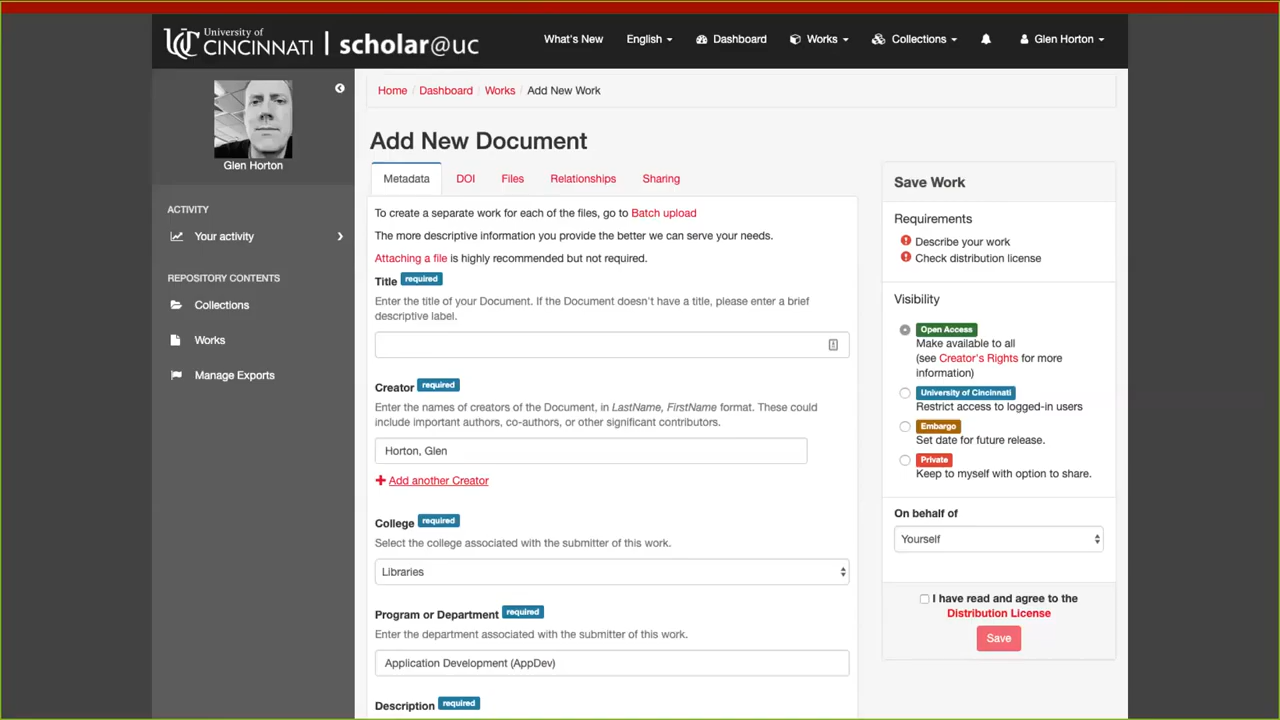 University of
CINCINNATI | scholar@uc
What's New
English
Dashboard
Works
Collections
Glen Horton
Glen Horton
ACTIVITY
Your activity
REPOSITORY CONTENTS
Collections
Works
Manage Exports
Home / Dashboard / Works / Add New Work
Add New Document
Metadata
DOI
Files
Relationships
Sharing
To create a separate work for each of the files, go to Batch upload
The more descriptive information you provide the better we can serve your needs.
Attaching a file is highly recommended but not required.
Title required
Enter the title of your Document. If the Document doesn't have a title, please enter a brief
descriptive label.
Creator required
Enter the names of creators of the Document, in LastName, FirstName format. These could
include important authors, co-authors, or other significant contributors.
Horton, Glen
Add another Creator
College required
Select the college associated with the submitter of this work.
Libraries
Program or Department required
Enter the department associated with the submitter of this work.
Application Development (AppDev)
Description required
Save Work
Requirements
Describe your work
Check distribution license
Visibility
Open Access
Make available to all
(see Creator's Rights for more
information)
University of Cincinnati
Restrict access to logged-in users
Embargo
Set date for future release.
Private
Keep to myself with option to share.
On behalf of
Yourself
I have read and agree to the
Distribution License
Save